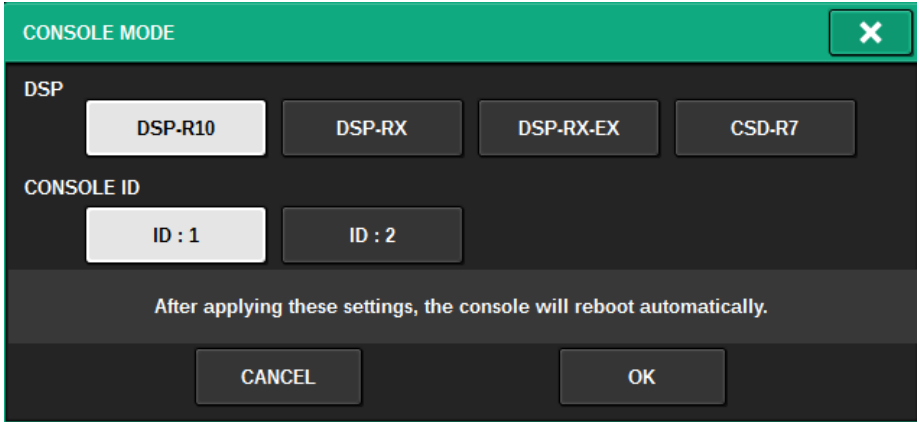 CONSOLE MODE
DSP
DSP-R10 DSP-RX DSP-RX-EX CSD-R7
CONSOLE ID
ID : 1 ID : 2
After applying these settings, the console will reboot automatically.
CANCEL OK